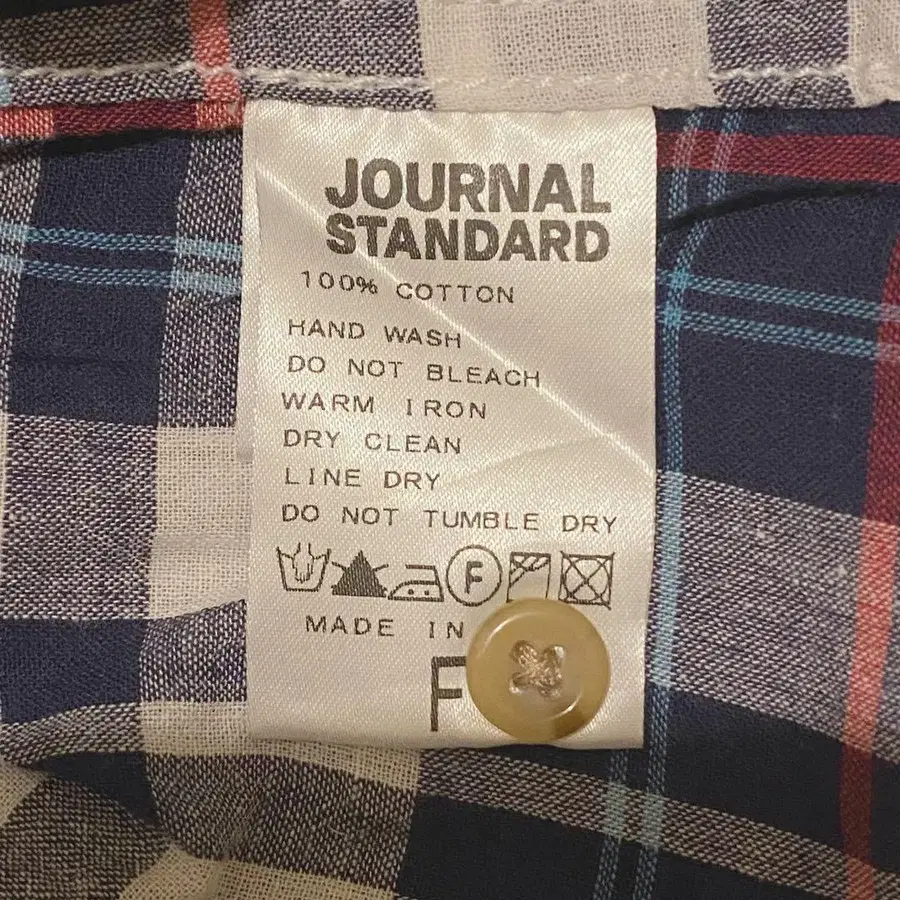 JOURNAL
STANDARD
100% COTTON
HAND WASH
DO NOT BLEACH
WARM IRON
DRY CLEAN
LINE DRY
DO NOT TUMBLE DRY
F
MADE IN
F